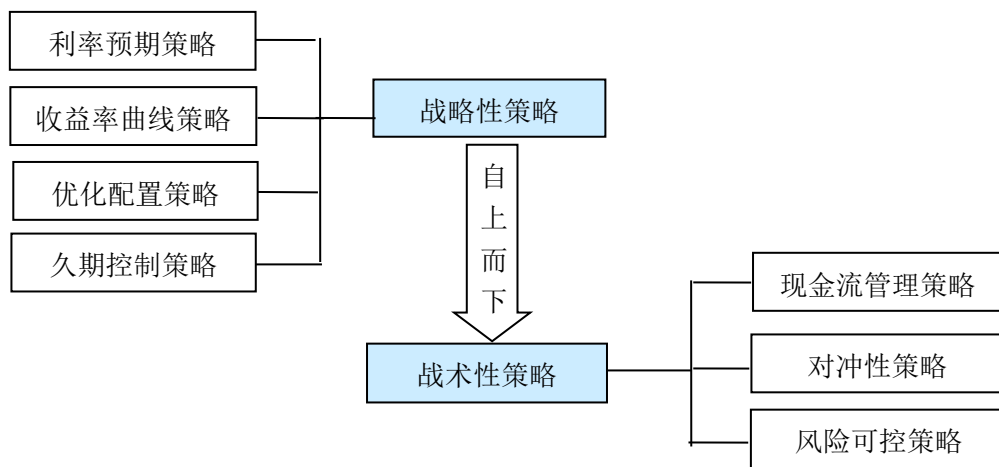 利率预期策略
收益率曲线策略
优化配置策略
久期控制策略
战略性策略
自
上
而
下
战术性策略
现金流管理策略
对冲性策略
风险可控策略